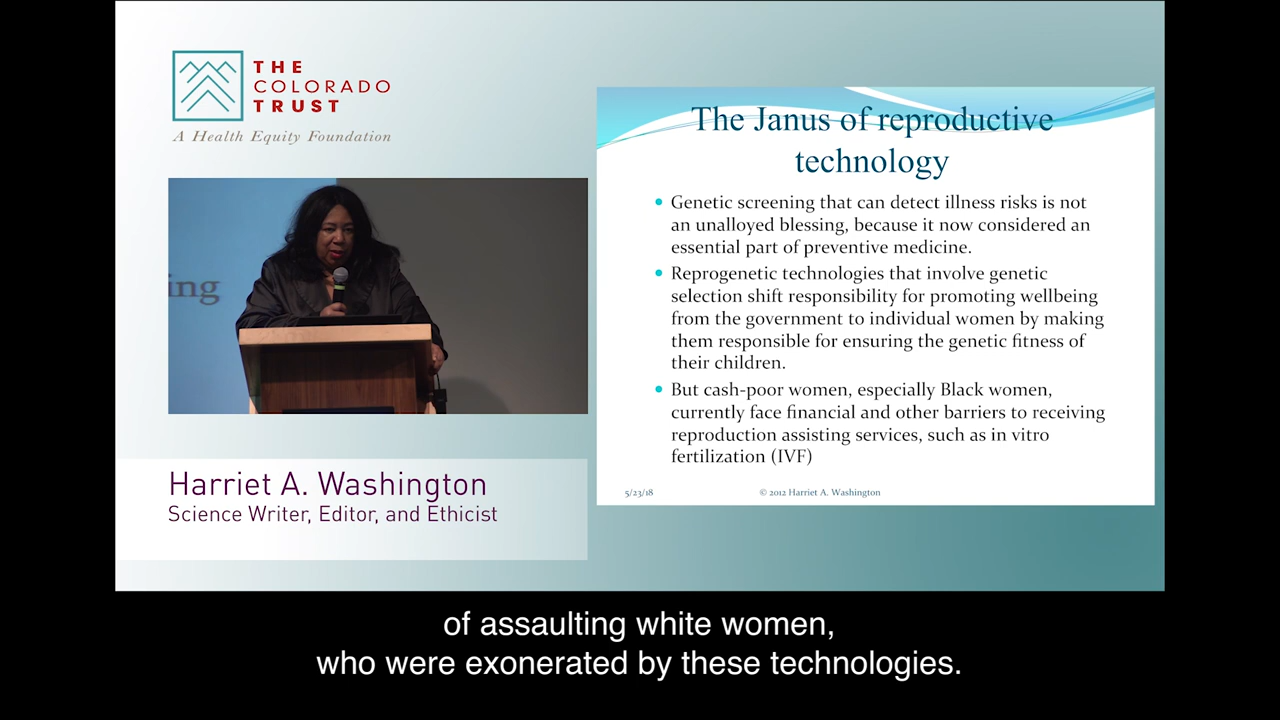 THE
COLORADO
TRUST
A Health Equity Foundation
ing
Harriet A. Washington
Science Writer, Editor, and Ethicist
The Janus of reproductive
technology
• Genetic screening that can detect illness risks is not
an unalloyed blessing, because it now considered an
essential part of preventive medicine.
• Reprogenetic technologies that involve genetic
selection shift responsibility for promoting wellbeing
from the government to individual women by making
them responsible for ensuring the genetic fitness of
their children.
• But cash-poor women, especially Black women,
currently face financial and other barriers to receiving
reproduction assisting services, such as in vitro
fertilization (IVF)
5/23/18
© 2012 Harriet A. Washington
of assaulting white women,
who were exonerated by these technologies.